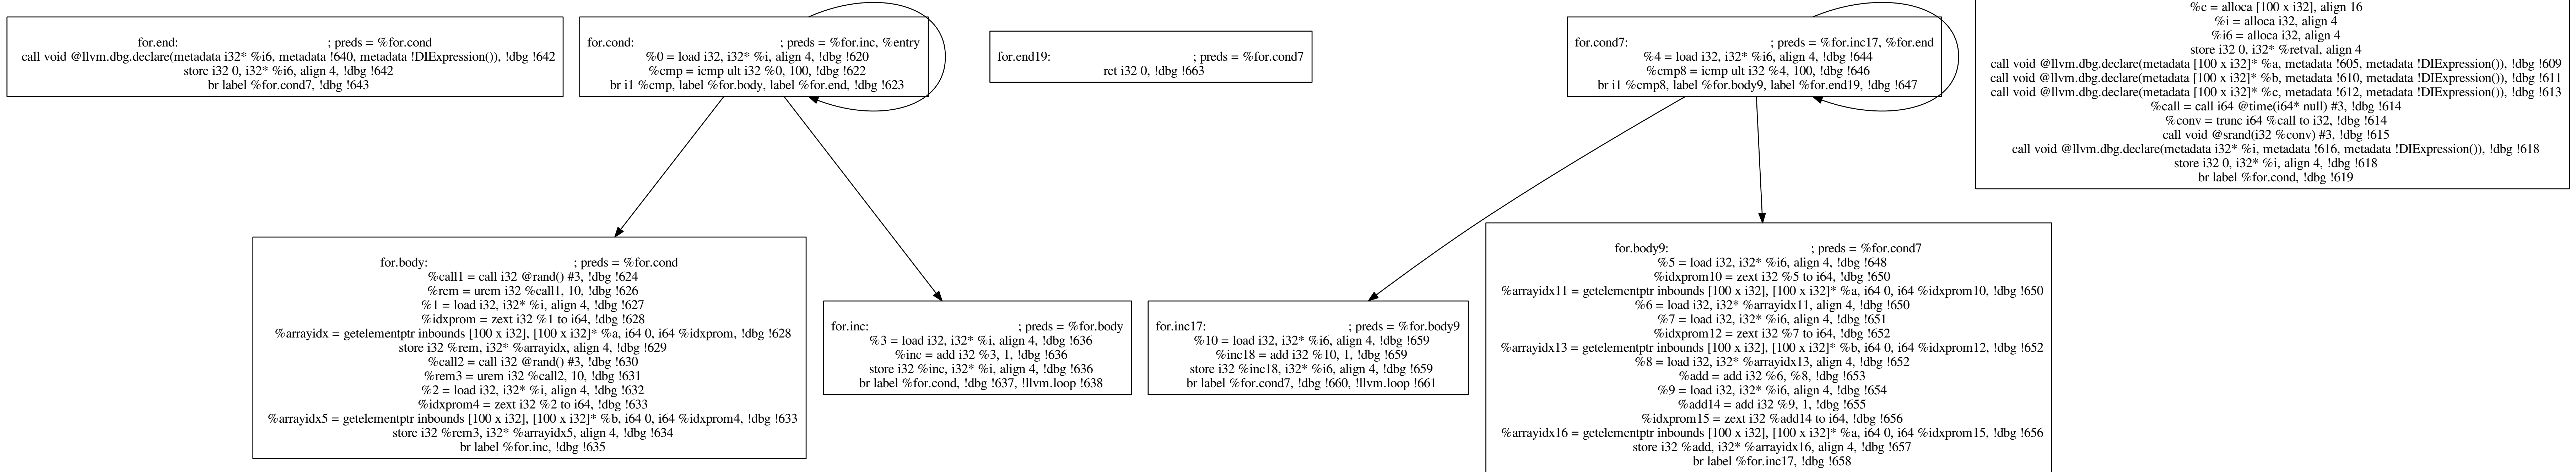 for.end: ; preds = %for.cond
call void @llvm.dbg.declare(metadata i32* %i6, metadata !640, metadata !DIExpression()), !dbg !642
store i32 0, i32* %i6, align 4, !dbg !642
br label %for.cond7, !dbg !643
for.cond: ; preds = %for.inc, %entry
%0 = load i32, i32* %i, align 4, !dbg !620
%cmp = icmp ult i32 %0, 100, !dbg !622
br i1 %cmp, label %for.body, label %for.end, !dbg !623
for.end19: ; preds = %for.cond7
ret i32 0, !dbg !663
for.cond7: ; preds = %for.inc17, %for.end
%4 = load i32, i32* %i6, align 4, !dbg !644
%cmp8 = icmp ult i32 %4, 100, !dbg !646
br i1 %cmp8, label %for.body9, label %for.end19, !dbg !647
%c = alloca [100 x i32], align 16
%i = alloca i32, align 4
%i6 = alloca i32, align 4
store i32 0, i32* %retval, align 4
call void @llvm.dbg.declare(metadata [100 x i32]* %a, metadata !605, metadata !DIExpression()), !dbg !609
call void @llvm.dbg.declare(metadata [100 x i32]* %b, metadata !610, metadata !DIExpression()), !dbg !611
call void @llvm.dbg.declare(metadata [100 x i32]* %c, metadata !612, metadata !DIExpression()), !dbg !613
%call = call i64 @time(i64* null) #3, !dbg !614
%conv = trunc i64 %call to i32, !dbg !614
call void @srand(i32 %conv) #3, !dbg !615
call void @llvm.dbg.declare(metadata i32* %i, metadata !616, metadata !DIExpression()), !dbg !618
store i32 0, i32* %i, align 4, !dbg !618
br label %for.cond, !dbg !619
for.body: ; preds = %for.cond
%call1 = call i32 @rand() #3, !dbg !624
%rem = urem i32 %call1, 10, !dbg !626
%1 = load i32, i32* %i, align 4, !dbg !627
%idxprom = zext i32 %1 to i64, !dbg !628
%arrayidx = getelementptr inbounds [100 x i32], [100 x i32]* %a, i64 0, i64 %idxprom, !dbg !628
store i32 %rem, i32* %arrayidx, align 4, !dbg !629
%call2 = call i32 @rand() #3, !dbg !630
%rem3 = urem i32 %call2, 10, !dbg !631
%2 = load i32, i32* %i, align 4, !dbg !632
%idxprom4 = zext i32 %2 to i64, !dbg !633
%arrayidx5 = getelementptr inbounds [100 x i32], [100 x i32]* %b, i64 0, i64 %idxprom4, !dbg !633
store i32 %rem3, i32* %arrayidx5, align 4, !dbg !634
br label %for.inc, !dbg !635
for.inc: ; preds = %for.body
%3 = load i32, i32* %i, align 4, !dbg !636
%inc = add i32 %3, 1, !dbg !636
store i32 %inc, i32* %i, align 4, !dbg !636
br label %for.cond, !dbg !637, !llvm.loop !638
for.inc17: ; preds = %for.body9
%10 = load i32, i32* %i6, align 4, !dbg !659
%inc18 = add i32 %10, 1, !dbg !659
store i32 %inc18, i32* %i6, align 4, !dbg !659
br label %for.cond7, !dbg !660, !llvm.loop !661
for.body9: ; preds = %for.cond7
%5 = load i32, i32* %i6, align 4, !dbg !648
%idxprom10 = zext i32 %5 to i64, !dbg !650
%arrayidx11 = getelementptr inbounds [100 x i32], [100 x i32]* %a, i64 0, i64 %idxprom10, !dbg !650
%6 = load i32, i32* %arrayidx11, align 4, !dbg !650
%7 = load i32, i32* %i6, align 4, !dbg !651
%idxprom12 = zext i32 %7 to i64, !dbg !652
%arrayidx13 = getelementptr inbounds [100 x i32], [100 x i32]* %b, i64 0, i64 %idxprom12, !dbg !652
%8 = load i32, i32* %arrayidx13, align 4, !dbg !652
%add = add i32 %6, %8, !dbg !653
%9 = load i32, i32* %i6, align 4, !dbg !654
%add14 = add i32 %9, 1, !dbg !655
%idxprom15 = zext i32 %add14 to i64, !dbg !656
%arrayidx16 = getelementptr inbounds [100 x i32], [100 x i32]* %a, i64 0, i64 %idxprom15, !dbg !656
store i32 %add, i32* %arrayidx16, align 4, !dbg !657
br label %for.inc17, !dbg !658